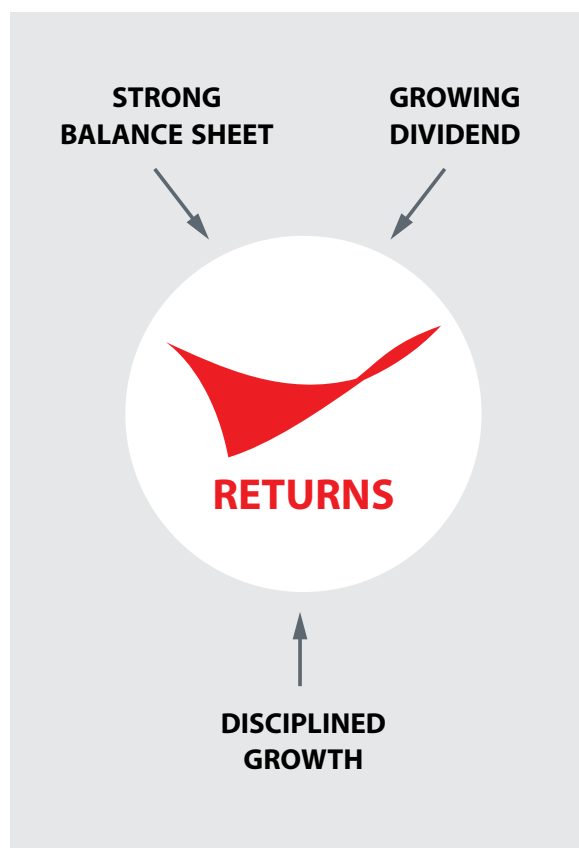 STRONG
BALANCE SHEET
GROWING
DIVIDEND
RETURNS
DISCIPLINED
GROWTH